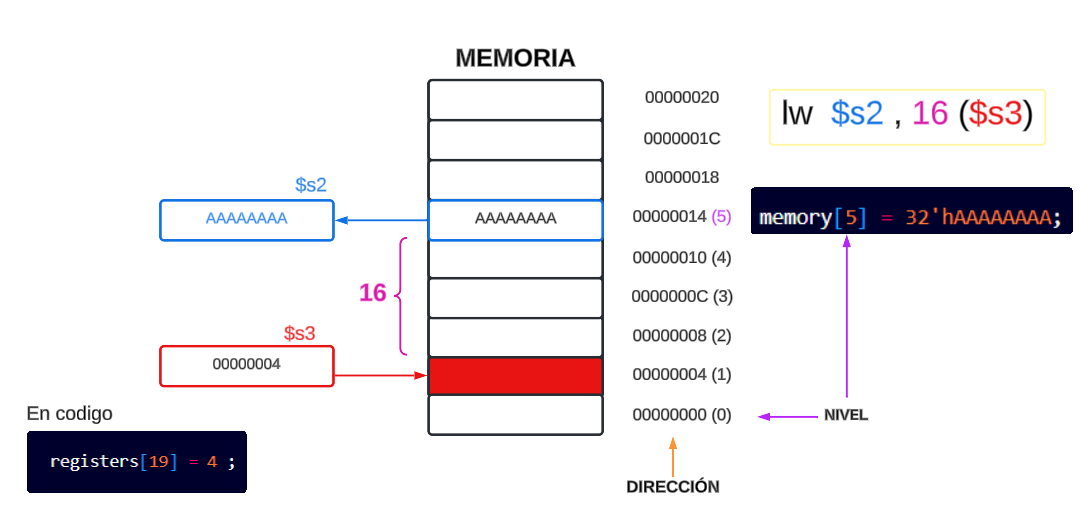 MEMORIA
00000020
lw $s2 , 16 ($s3)
0000001C
00000018
$s2
AAAAAAAA
AAAAAAAA
00000014 (5)
memory[5] = 32'hAAAAAAAA;
00000010 (4)
16
0000000C (3)
$s3
00000008 (2)
00000004
00000004 (1)
En codigo
00000000 (0)
NIVEL
registers[19] = 4 ;
DIRECCIÓN